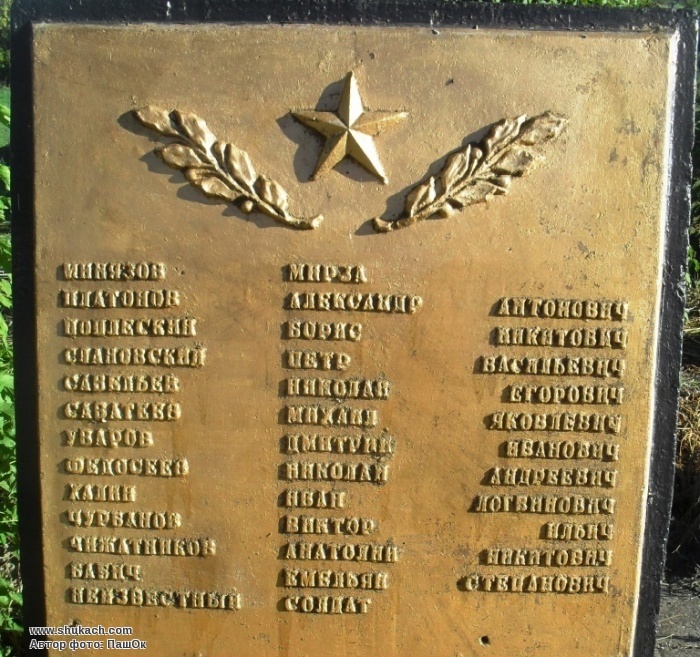 МИНЯЗОВ МИРЗА
ПЛАТОНОВ АЛЕКСАНДР АНТОНОВИЧ
БОРИС НИКИТОВИЧ
СЛАНОВСКИЙ ПЕТР ВАСИЛЬЕВИЧ
САВЕЛЬЕВ НИКОЛАЙ ЕГОРОВИЧ
САВАТЕЕВ МИХАИЛ ЯКОВЛЕВИЧ
УВАРОВ ДМИТРИЙ ИВАНОВИЧ
ФЕДОСЕЕВ НИКОЛАЙ АНДРЕЕВИЧ
ХАНИН ИВАН ЛОГВИНОВИЧ
ЧУРБАНОВ ВИКТОР ИЛЬИЧ
ЧИЖАТНИКОВ АНАТОЛИЙ НИКИТОВИЧ
БАБИЧ ЕМЕЛЬЯН СТЕПАНОВИЧ
НЕИЗВЕСТНЫЙ СОЛДАТ
www.shukach.com
Автор фото: ПашОк